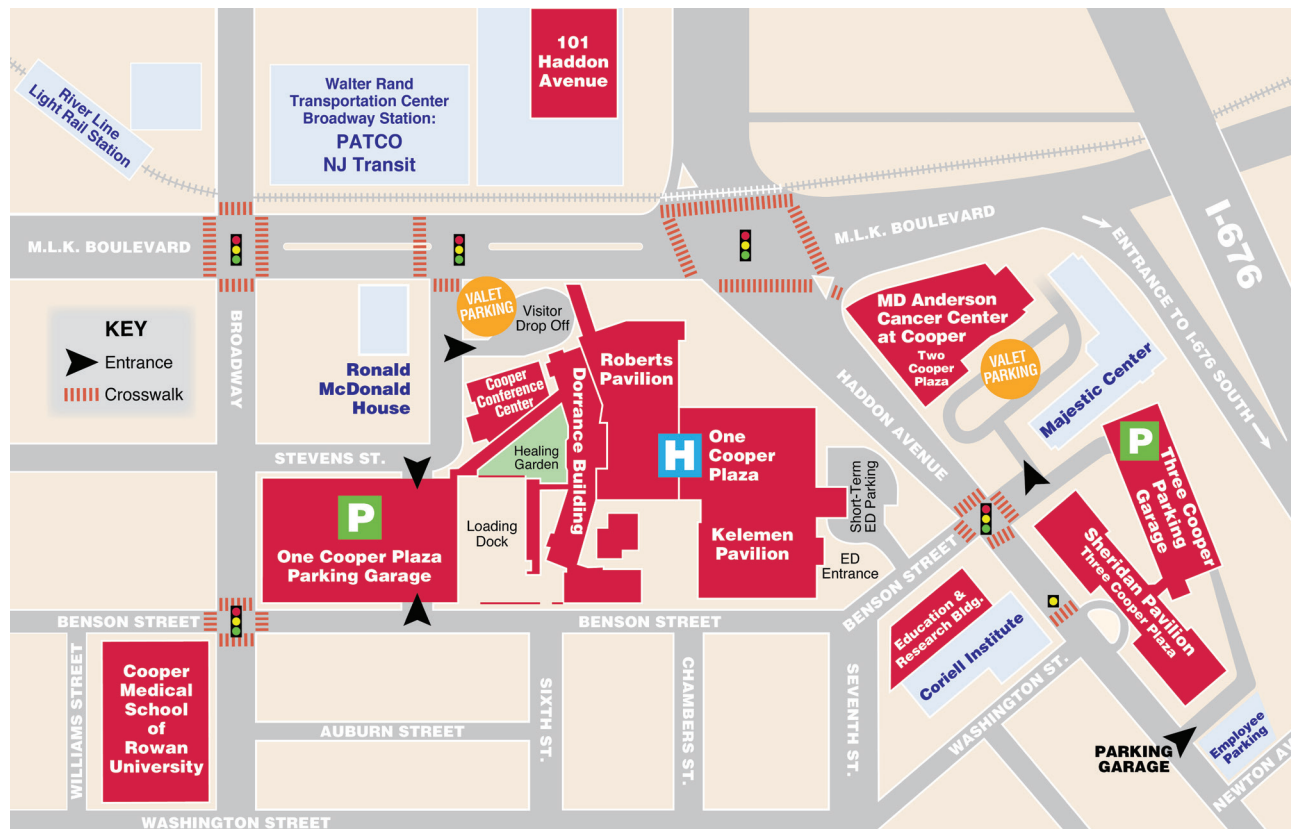 101
Haddon
Avenue
Walter Rand
Transportation Center
Broadway Station:
PATCO
NJ Transit
River Line
Light Rail Station
M.L.K. BOULEVARD
M.L.K. BOULEVARD
I-676
ENTRANCE TO I-676 SOUTH
KEY
Entrance
Crosswalk
BROADWAY
Ronald
McDonald
House
VALET
PARKING
Visitor
Drop Off
Cooper
Conference
Center
Dorrance Building
Roberts
Pavilion
Healing
Garden
H
One
Cooper
Plaza
Kelemen
Pavilion
Short-Term
ED Parking
ED
Entrance
HADDON AVENUE
MD Anderson
Cancer Center
at Cooper
Two
Cooper
Plaza
VALET
PARKING
Majestic Center
P
Three Cooper
Parking
Garage
STEVENS ST.
P
One Cooper Plaza
Parking Garage
Loading
Dock
BENSON STREET
BENSON STREET
BENSON STREET
Sheridan Pavilion
Three Cooper Plaza
Education &
Research Bldg.
Coriell Institute
WILLIAMS STREET
Cooper
Medical
School
of
Rowan
University
AUBURN STREET
SIXTH ST.
CHAMBERS ST.
SEVENTH ST.
WASHINGTON ST.
PARKING
GARAGE
Employee
Parking
NEWTON AV
WASHINGTON STREET